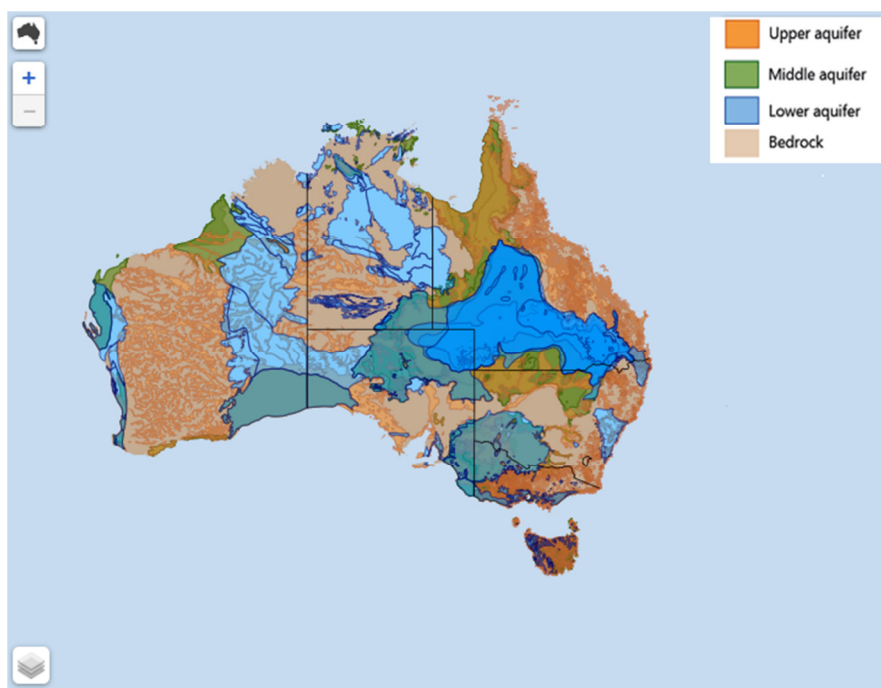 +
−
Upper aquifer
Middle aquifer
Lower aquifer
Bedrock